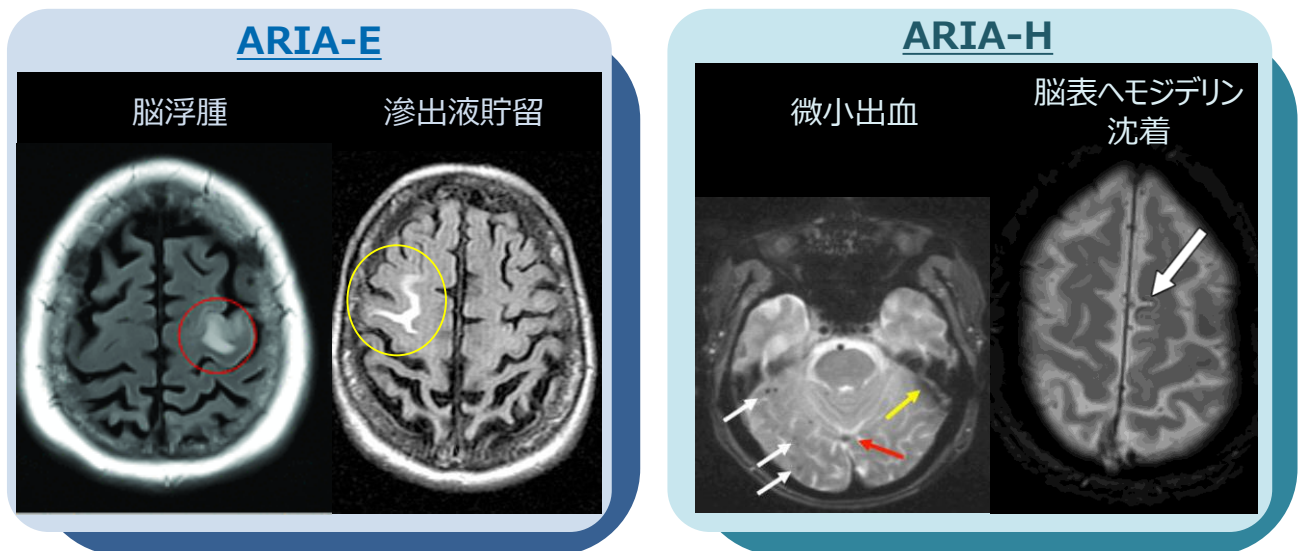 ARIA-E
脳浮腫
滲出液貯留
ARIA-H
微小出血
脳表ヘモジデリン
沈着